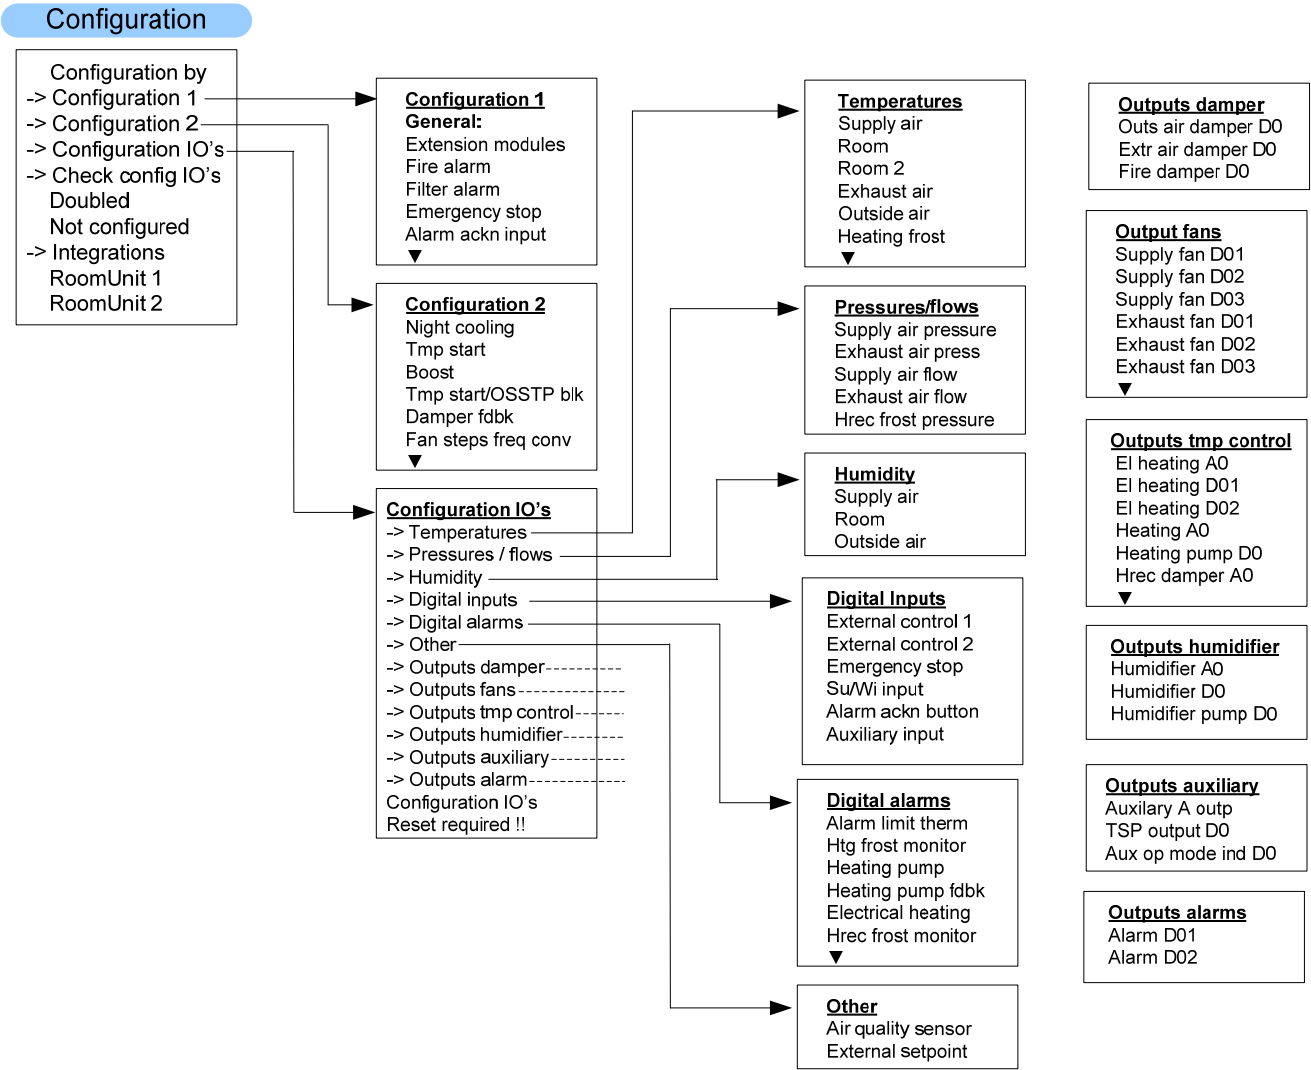 Configuration
Configuration by
-> Configuration 1
-> Configuration 2
-> Configuration IO's
-> Check config IO's
Doubled
Not configured
-> Integrations
RoomUnit 1
RoomUnit 2
Configuration 1
General:
Extension modules
Fire alarm
Filter alarm
Emergency stop
Alarm ackn input
▼
Configuration 2
Night cooling
Tmp start
Boost
Tmp start/OSSTP blk
Damper fdbk
Fan steps freq conv
▼
Configuration IO's
-> Temperatures
-> Pressures / flows
-> Humidity
-> Digital inputs
-> Digital alarms
-> Other
-> Outputs damper
-> Outputs fans
-> Outputs tmp control
-> Outputs humidifier
-> Outputs auxiliary
-> Outputs alarm
Configuration IO's
Reset required !!
Temperatures
Supply air
Room
Room 2
Exhaust air
Outside air
Heating frost
▼
Pressures/flows
Supply air pressure
Exhaust air press
Supply air flow
Exhaust air flow
Hrec frost pressure
Humidity
Supply air
Room
Outside air
Digital Inputs
External control 1
External control 2
Emergency stop
Su/Wi input
Alarm ackn button
Auxiliary input
Digital alarms
Alarm limit therm
Htg frost monitor
Heating pump
Heating pump fdbk
Electrical heating
Hrec frost monitor
▼
Other
Air quality sensor
External setpoint
Outputs damper
Outs air damper D0
Extr air damper D0
Fire damper D0
Output fans
Supply fan D01
Supply fan D02
Supply fan D03
Exhaust fan D01
Exhaust fan D02
Exhaust fan D03
▼
Outputs tmp control
El heating A0
El heating D01
El heating D02
Heating A0
Heating pump D0
Hrec damper A0
▼
Outputs humidifier
Humidifier A0
Humidifier D0
Humidifier pump D0
Outputs auxiliary
Auxilary A outp
TSP output D0
Aux op mode ind D0
Outputs alarms
Alarm D01
Alarm D02